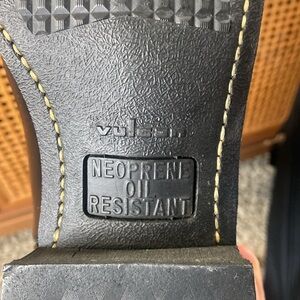 vulcan
NEOPRENE
OIL
RESISTANT